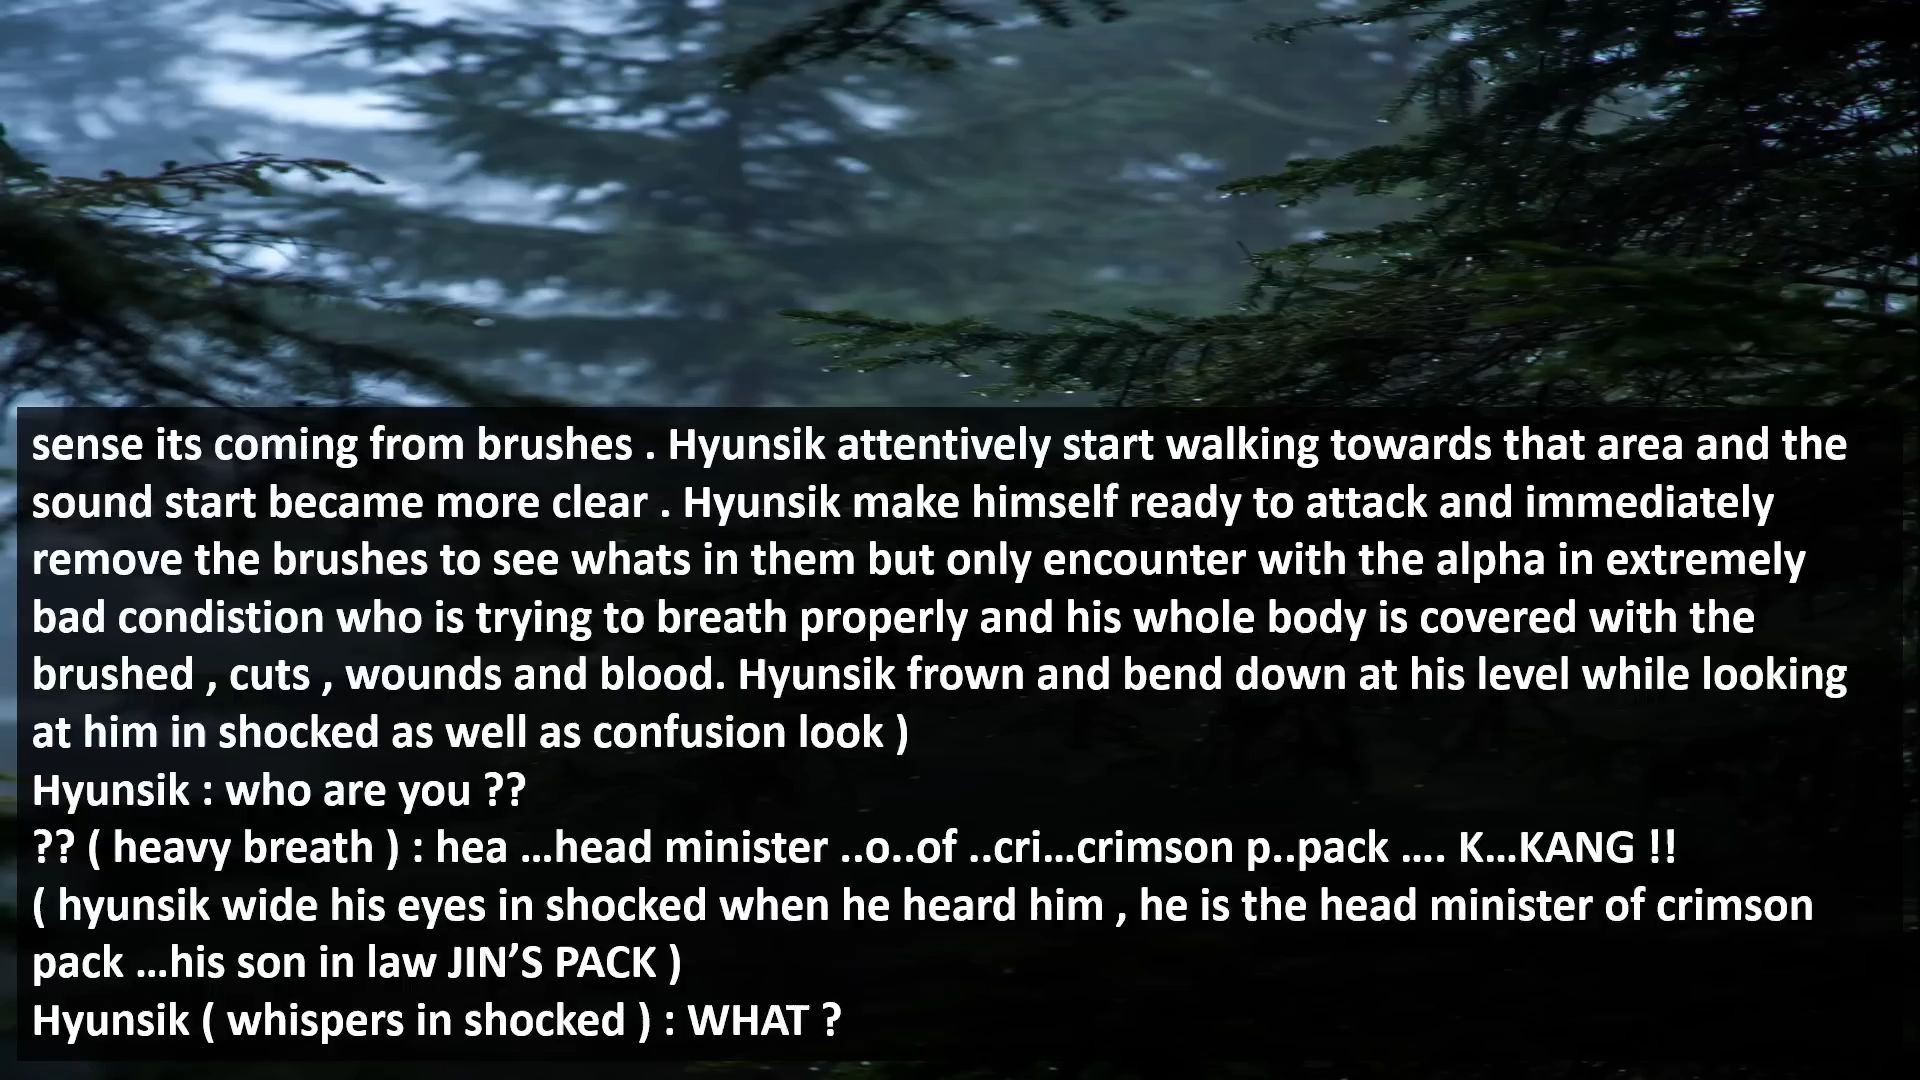 sense its coming from brushes . Hyunsik attentively start walking towards that area and the
sound start became more clear . Hyunsik make himself ready to attack and immediately
remove the brushes to see whats in them but only encounter with the alpha in extremely
bad condistion who is trying to breath properly and his whole body is covered with the
brushed , cuts , wounds and blood. Hyunsik frown and bend down at his level while looking
at him in shocked as well as confusion look )
Hyunsik : who are you ??
?? ( heavy breath ) : hea …head minister ..o..of ..cri…crimson p..pack …. K…KANG !!
( hyunsik wide his eyes in shocked when he heard him , he is the head minister of crimson
pack …his son in law JIN’S PACK )
Hyunsik ( whispers in shocked ) : WHAT ?